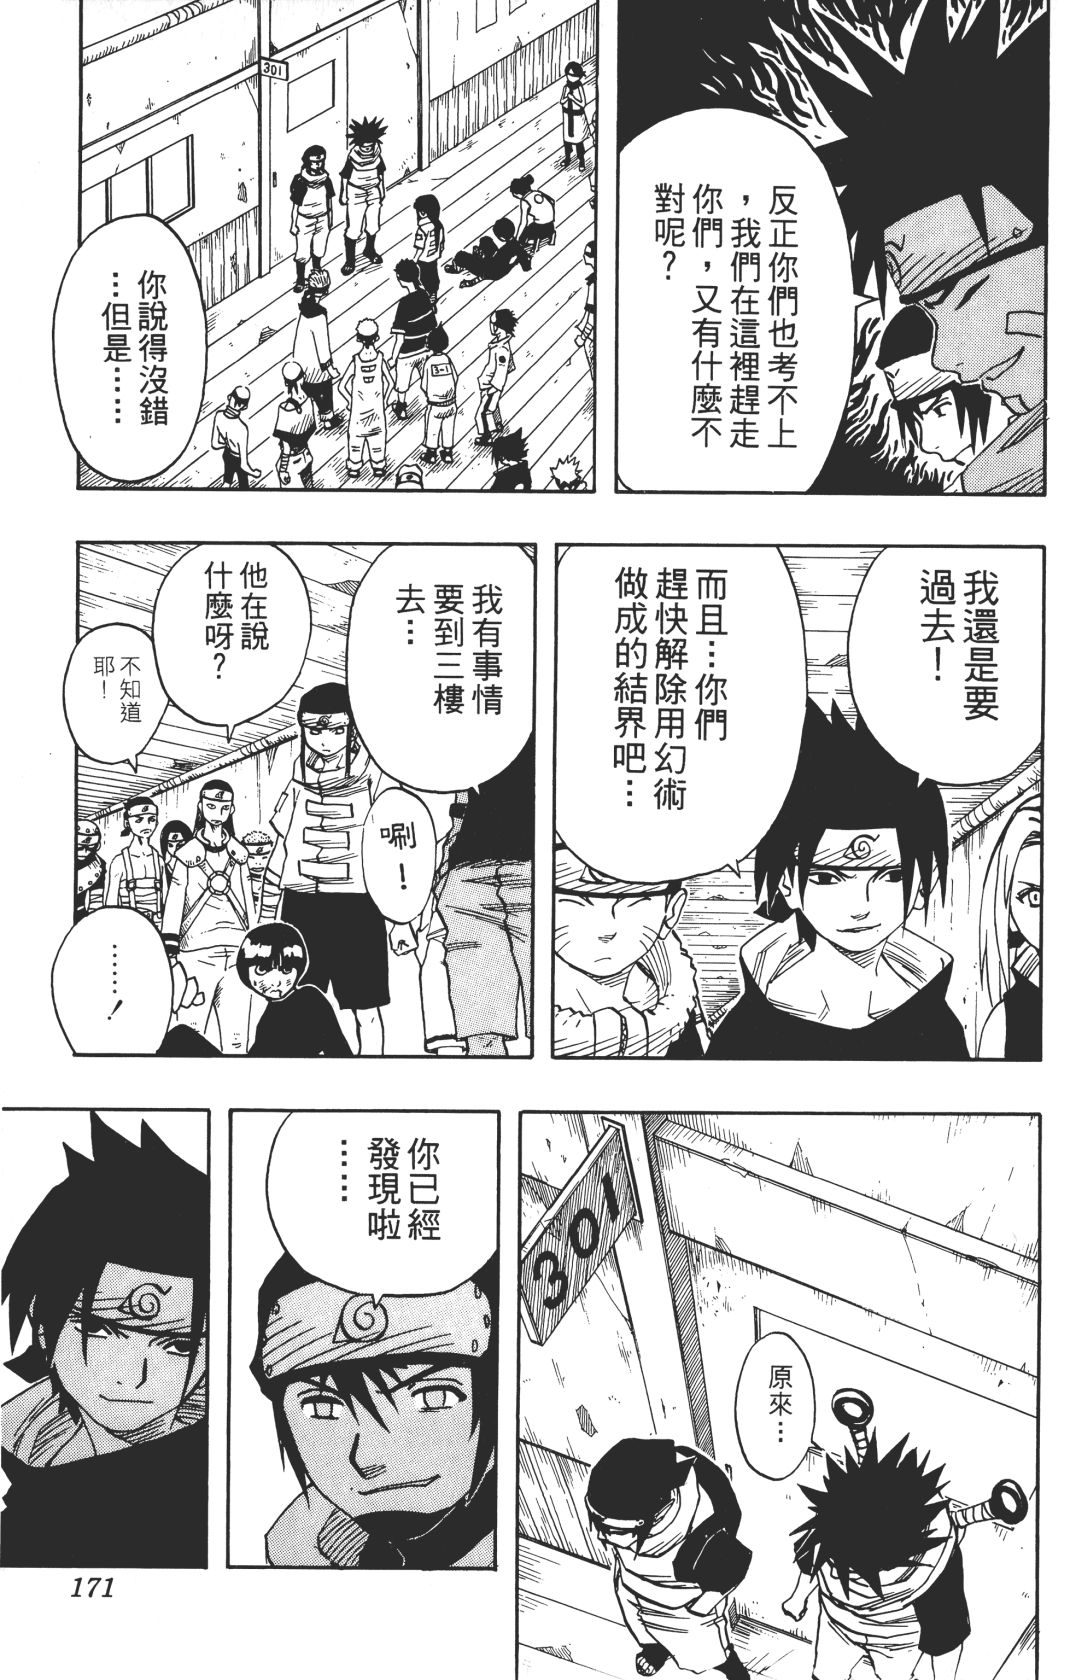 反正你們也考不上
，我們在這裡趕走
你們，又有什麼不
對呢？
301
3-1
你說得沒錯
…但是……
我還是要
過去！
而且…你們
趕快解除用幻術
做成的結界吧…
我有事情
要到三樓
去…
唰！
他在說
什麼呀？
不知道
耶！
……！
301
原來…
你已經
發現啦
……
171